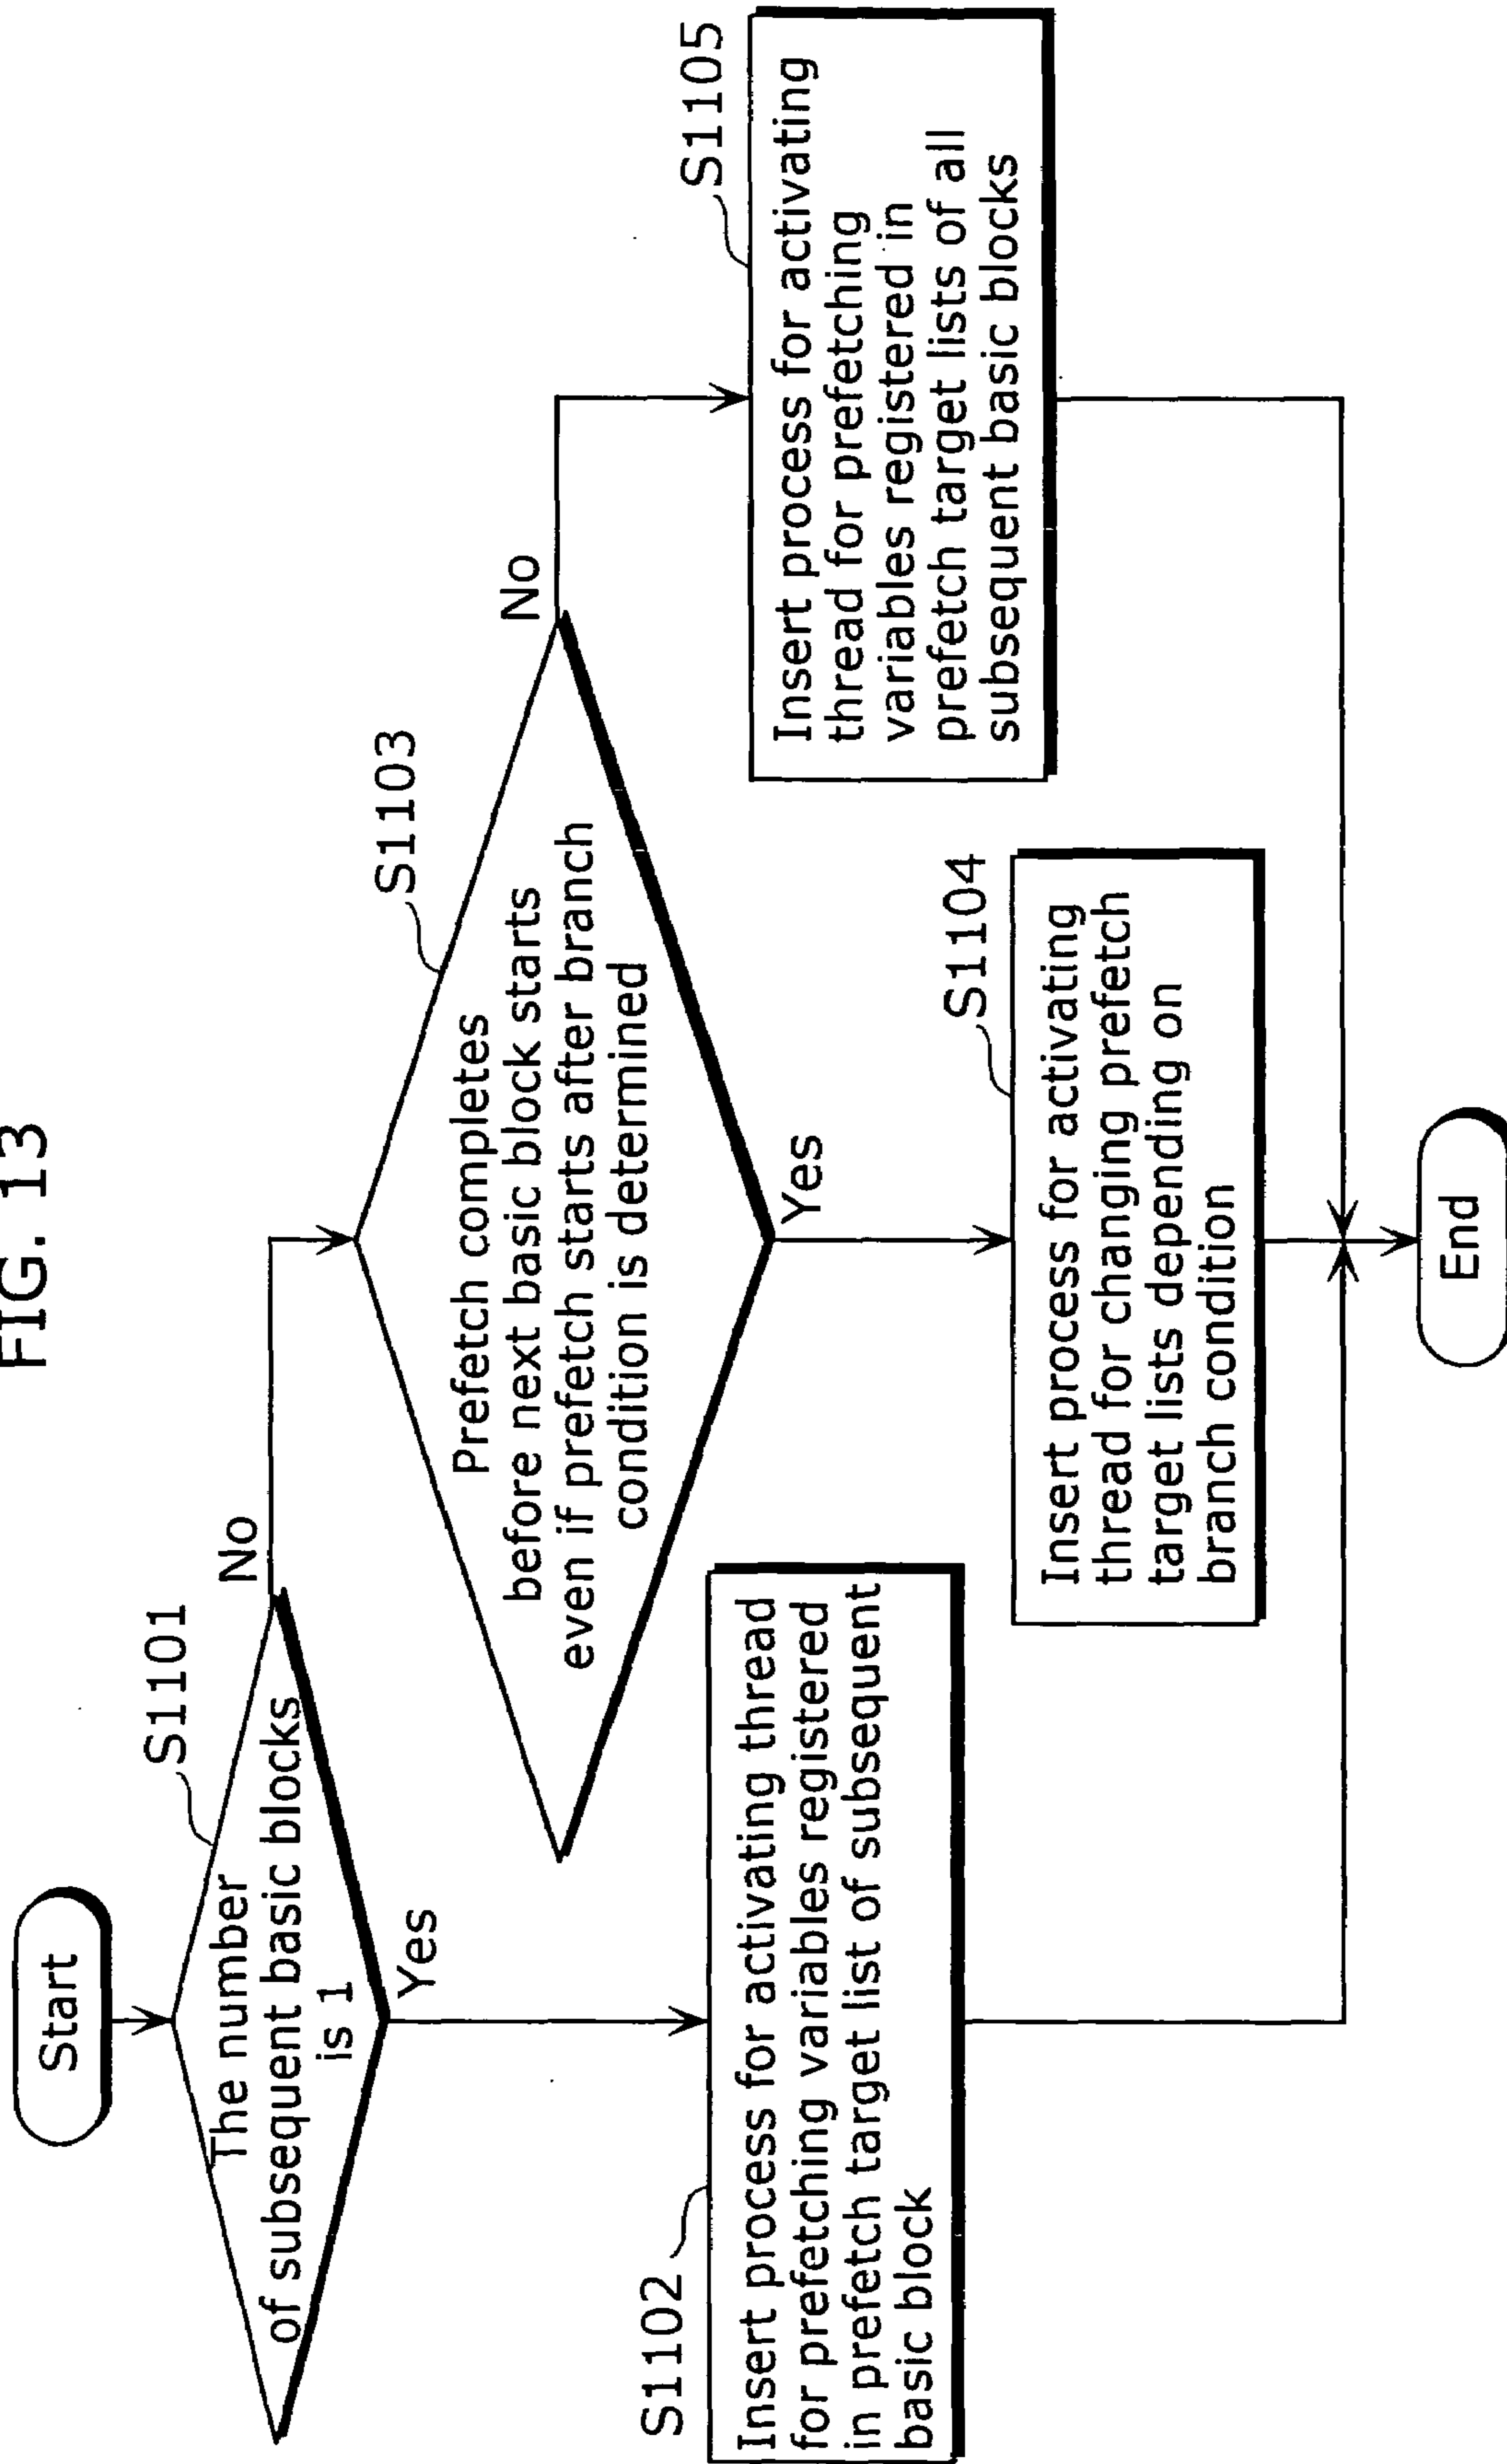 FIG. 13
Start
S1101
The number
of subsequent basic blocks
is 1
No
Yes
S1102
Insert process for activating thread
for prefetching variables registered
in prefetch target list of subsequent
basic block
S1103
Prefetch completes
before next basic block starts
even if prefetch starts after branch
condition is determined
No
Yes
S1104
Insert process for activating
thread for changing prefetch
target lists depending on
branch condition
S1105
Insert process for activating
thread for prefetching
variables registered in
prefetch target lists of all
subsequent basic blocks
End